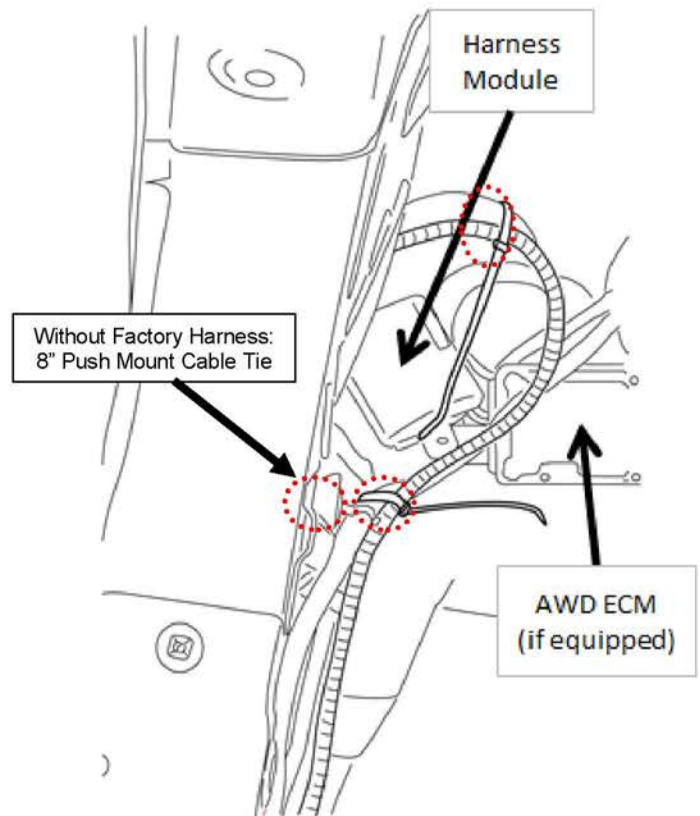 Harness
Module
Without Factory Harness:
8” Push Mount Cable Tie
AWD ECM
(if equipped)